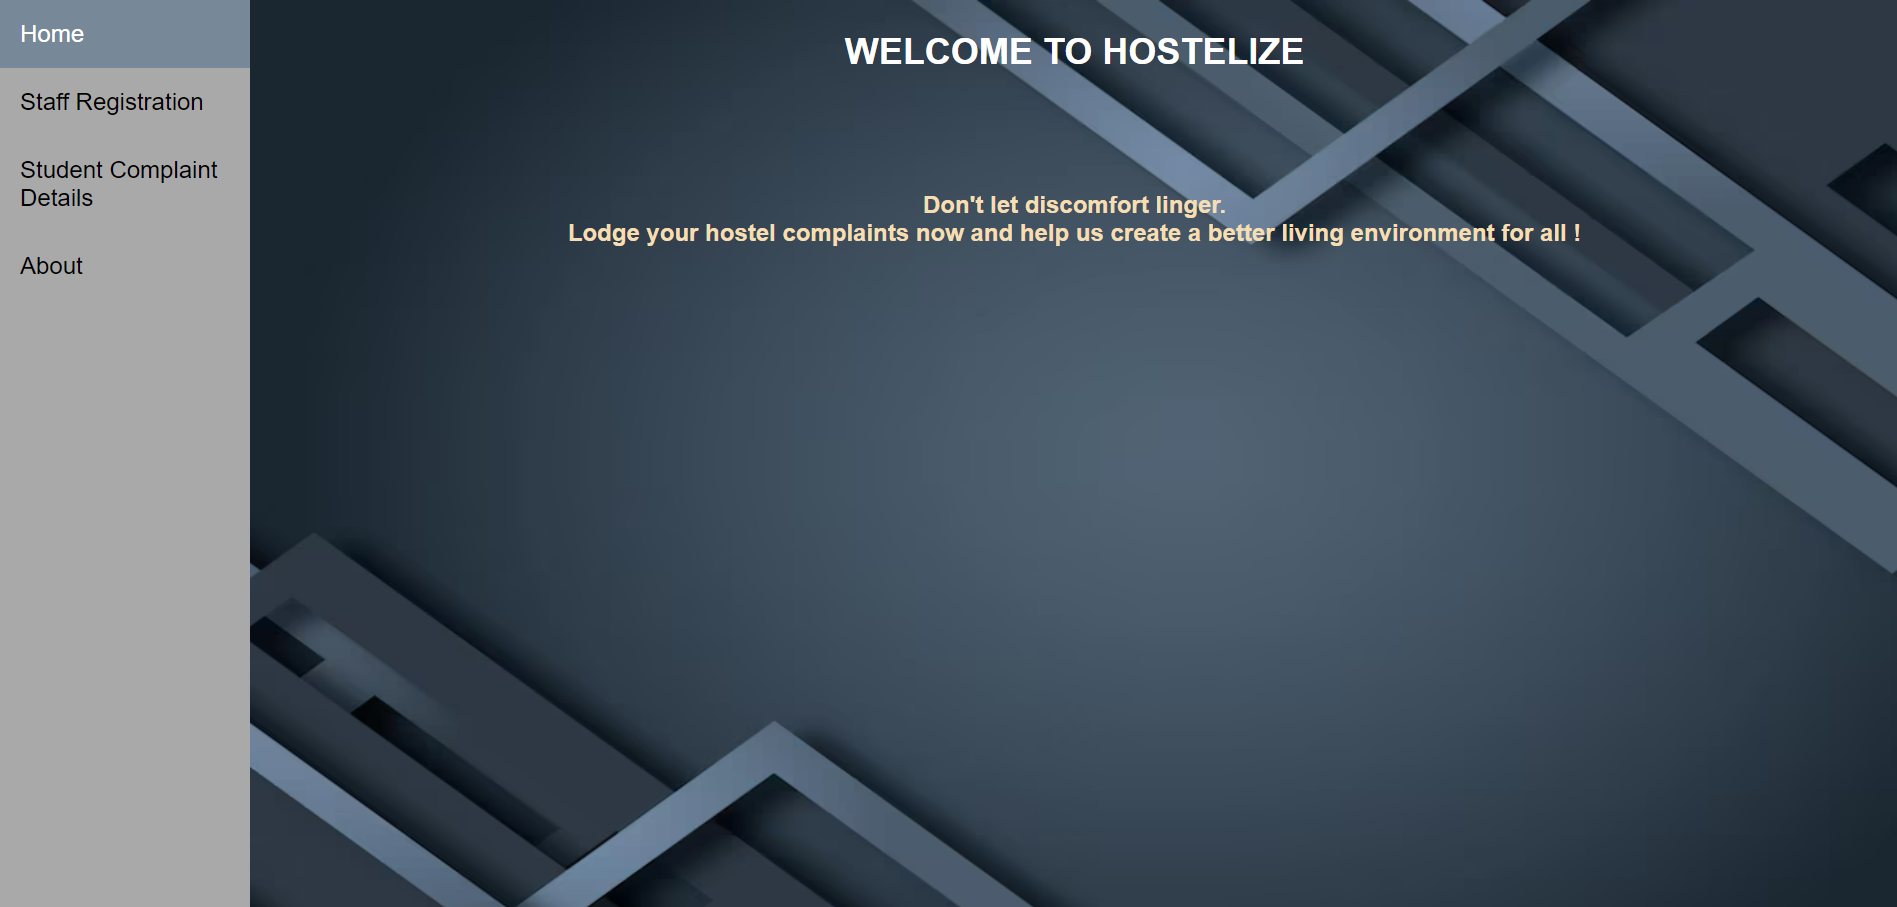 Home
Staff Registration
Student Complaint
Details
About
WELCOME TO HOSTELIZE
Don't let discomfort linger.
Lodge your hostel complaints now and help us create a better living environment for all !